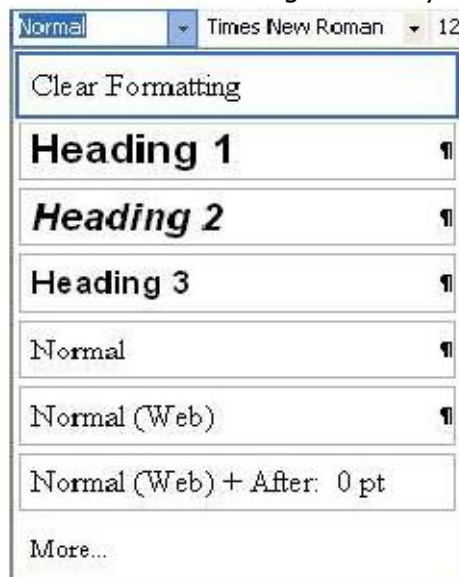 Normal Times New Roman 12
Clear Formatting
Heading 1 ¶
Heading 2 ¶
Heading 3 ¶
Normal ¶
Normal (Web) ¶
Normal (Web) + After: 0 pt
More...